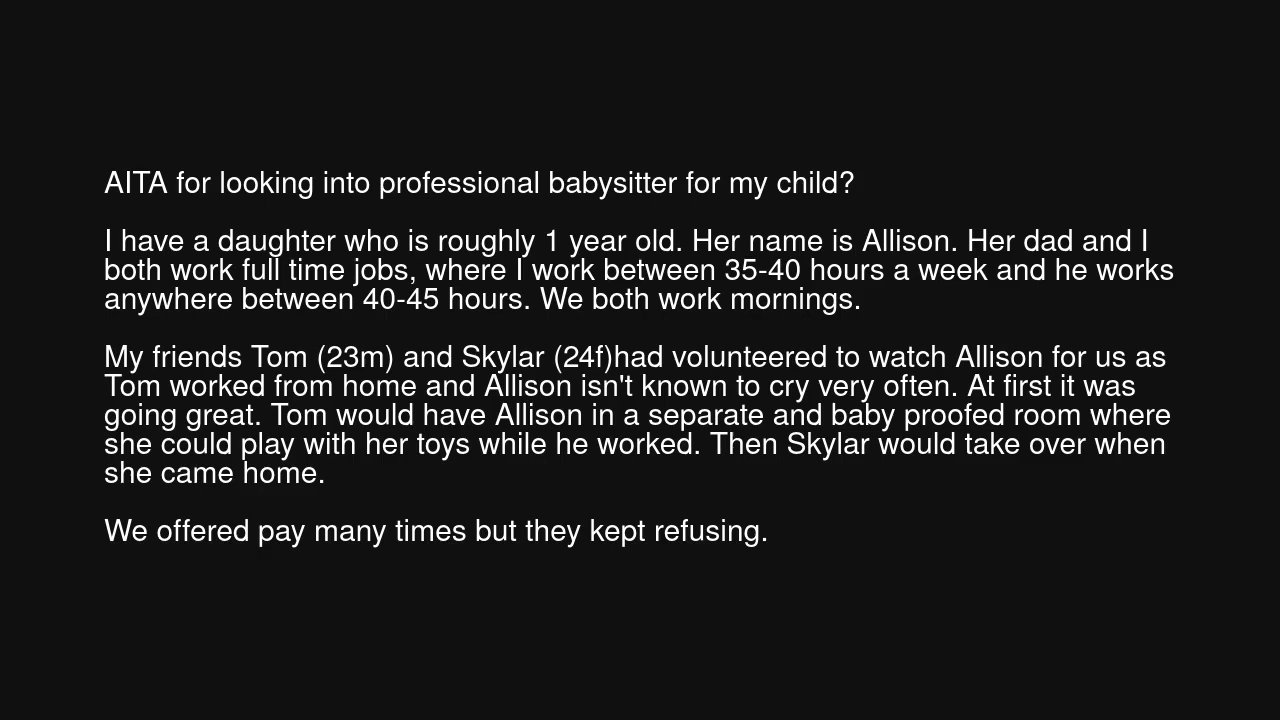 AITA for looking into professional babysitter for my child?
I have a daughter who is roughly 1 year old. Her name is Allison. Her dad and I
both work full time jobs, where I work between 35-40 hours a week and he works
anywhere between 40-45 hours. We both work mornings.
My friends Tom (23m) and Skylar (24f)had volunteered to watch Allison for us as
Tom worked from home and Allison isn't known to cry very often. At first it was
going great. Tom would have Allison in a separate and baby proofed room where
she could play with her toys while he worked. Then Skylar would take over when
she came home.
We offered pay many times but they kept refusing.